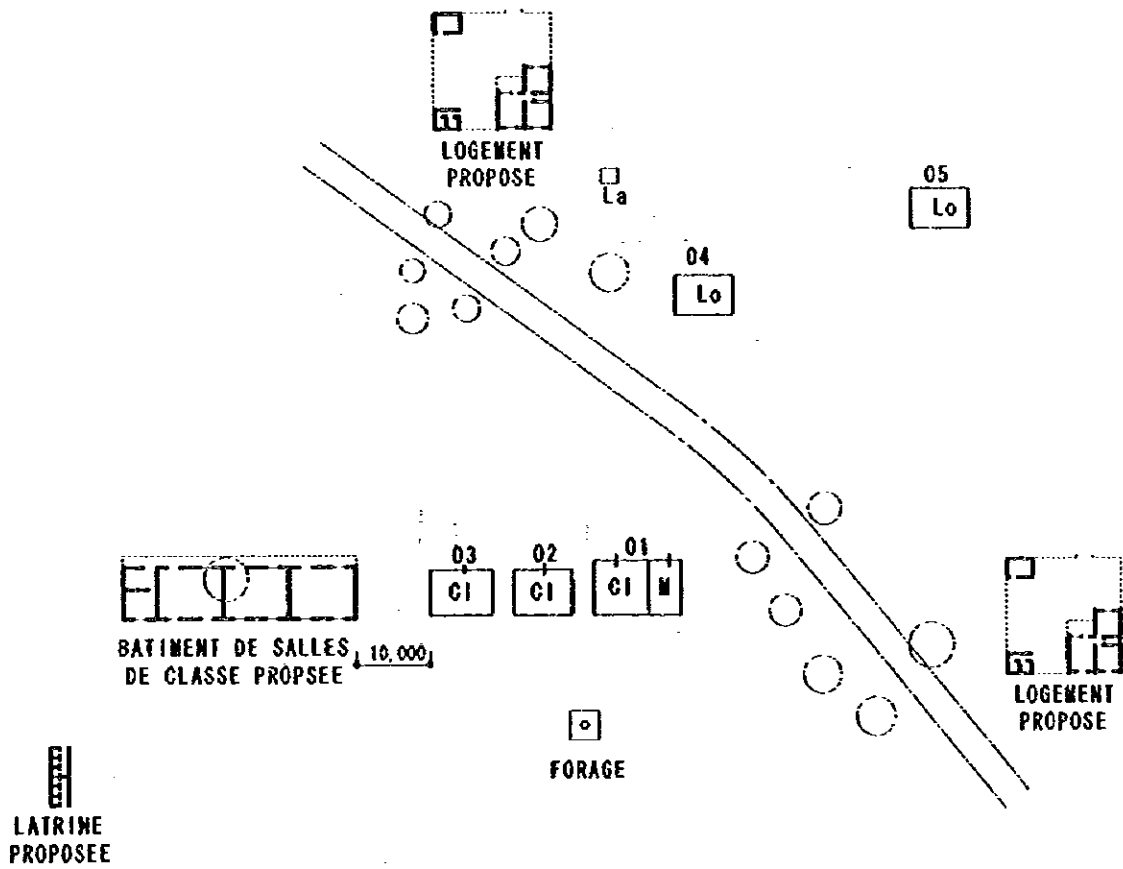 LOGEMENT
PROPOSE
La
05
Lo
04
Lo
03
Cl
02
Cl
01
Cl
M
BATIMENT DE SALLES
DE CLASSE PROPSEE
10,000
LOGEMENT
PROPOSE
FORAGE
LATRINE
PROPOSEE